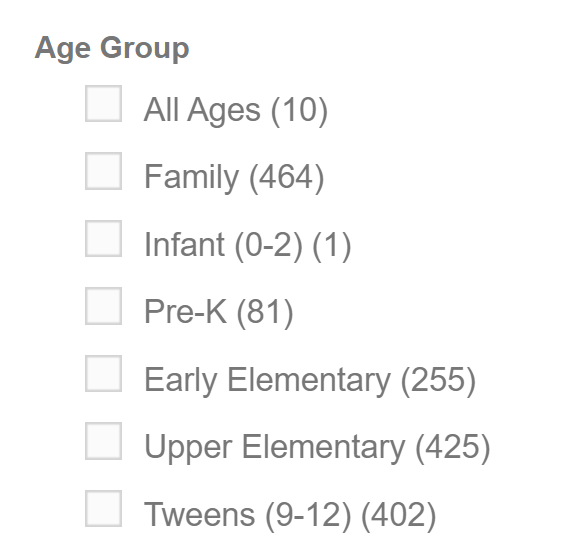 Age Group
All Ages (10)
Family (464)
Infant (0-2) (1)
Pre-K (81)
Early Elementary (255)
Upper Elementary (425)
Tweens (9-12) (402)